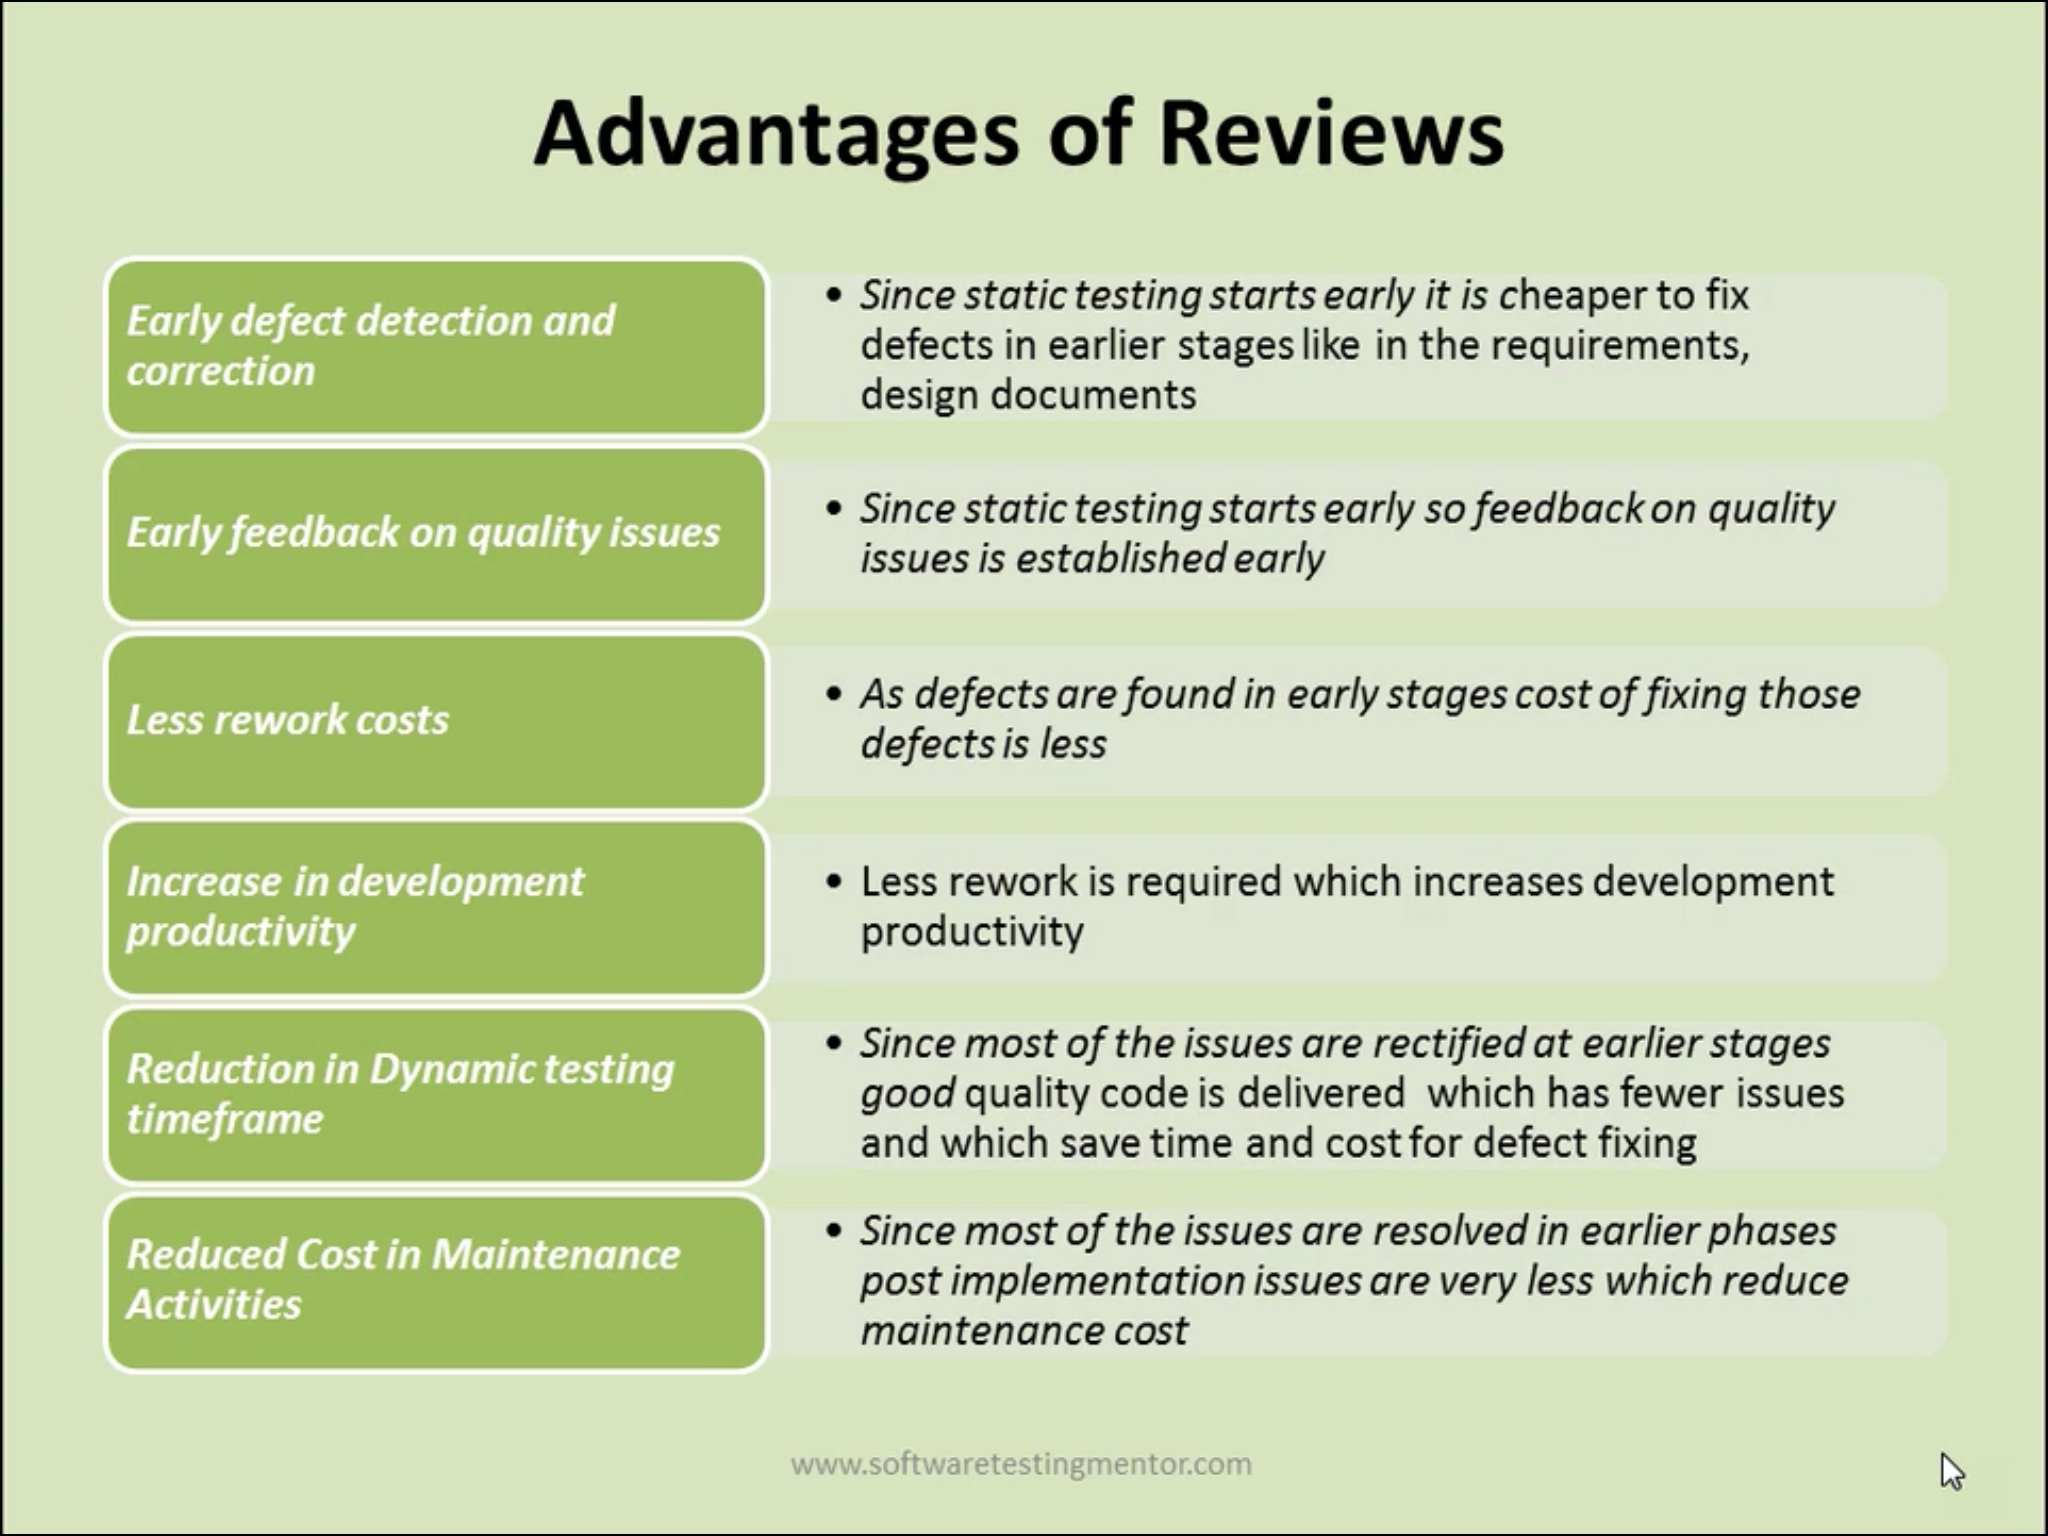 Advantages of Reviews
Early defect detection and
correction
• Since static testing starts early it is cheaper to fix
defects in earlier stages like in the requirements,
design documents
Early feedback on quality issues
• Since static testing starts early so feedback on quality
issues is established early
Less rework costs
• As defects are found in early stages cost of fixing those
defects is less
Increase in development
productivity
• Less rework is required which increases development
productivity
Reduction in Dynamic testing
timeframe
• Since most of the issues are rectified at earlier stages
good quality code is delivered  which has fewer issues
and which save time and cost for defect fixing
Reduced Cost in Maintenance
Activities
• Since most of the issues are resolved in earlier phases
post implementation issues are very less which reduce
maintenance cost
www.softwaretestingmentor.com